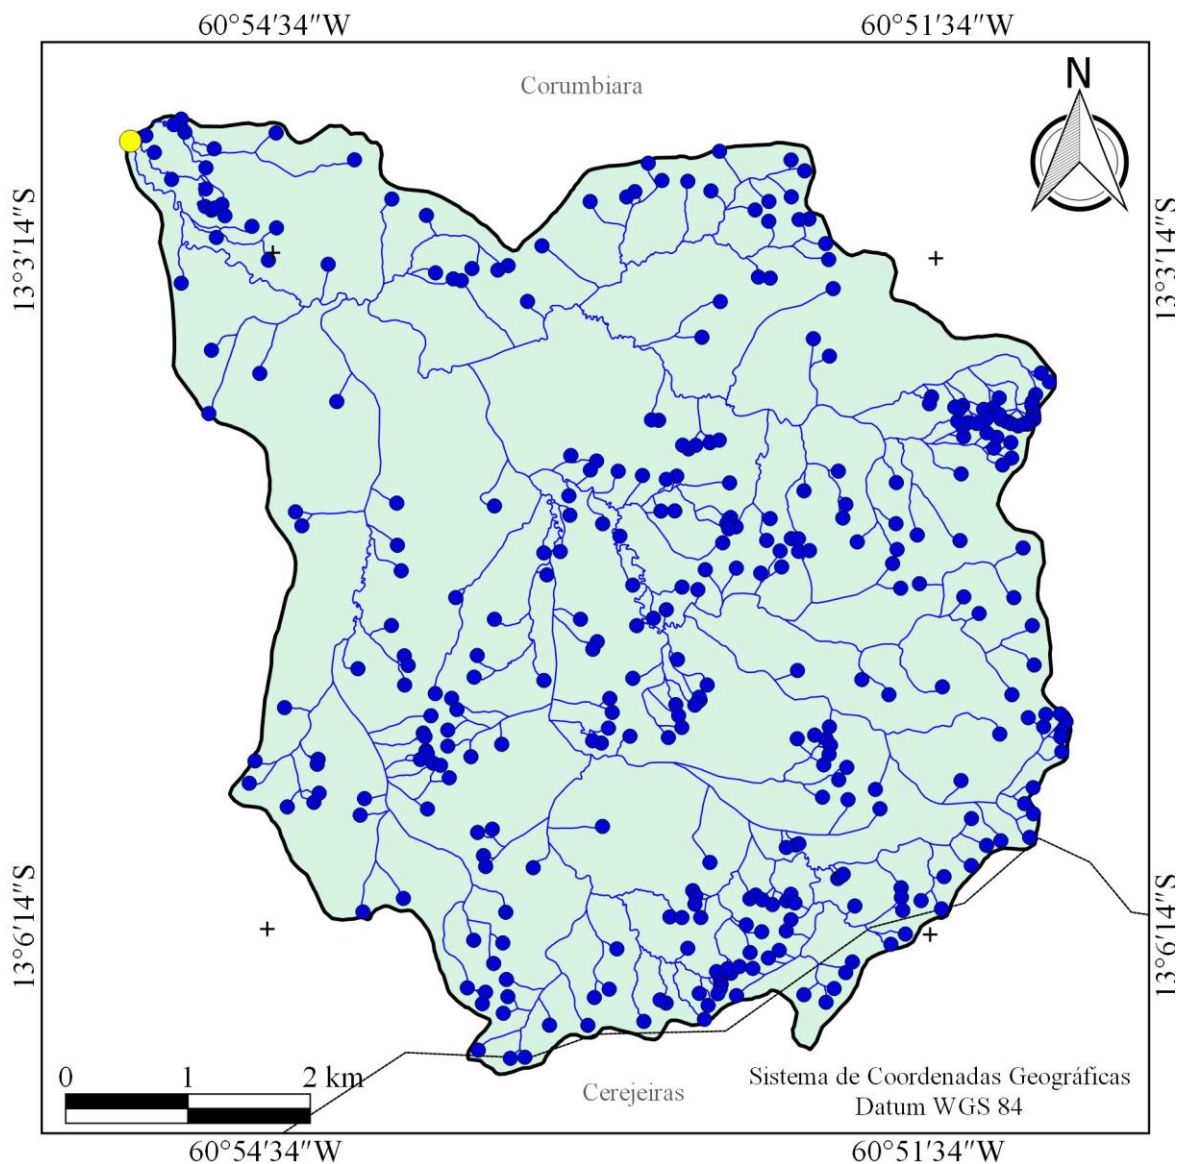 60°54'34"W 60°51'34"W
Corumbiara
N
13°3'14"S 13°3'14"S
13°6'14"S 13°6'14"S
0 1 2 km
Sistema de Coordenadas Geográficas
Datum WGS 84
Cerejeiras
60°54'34"W 60°51'34"W